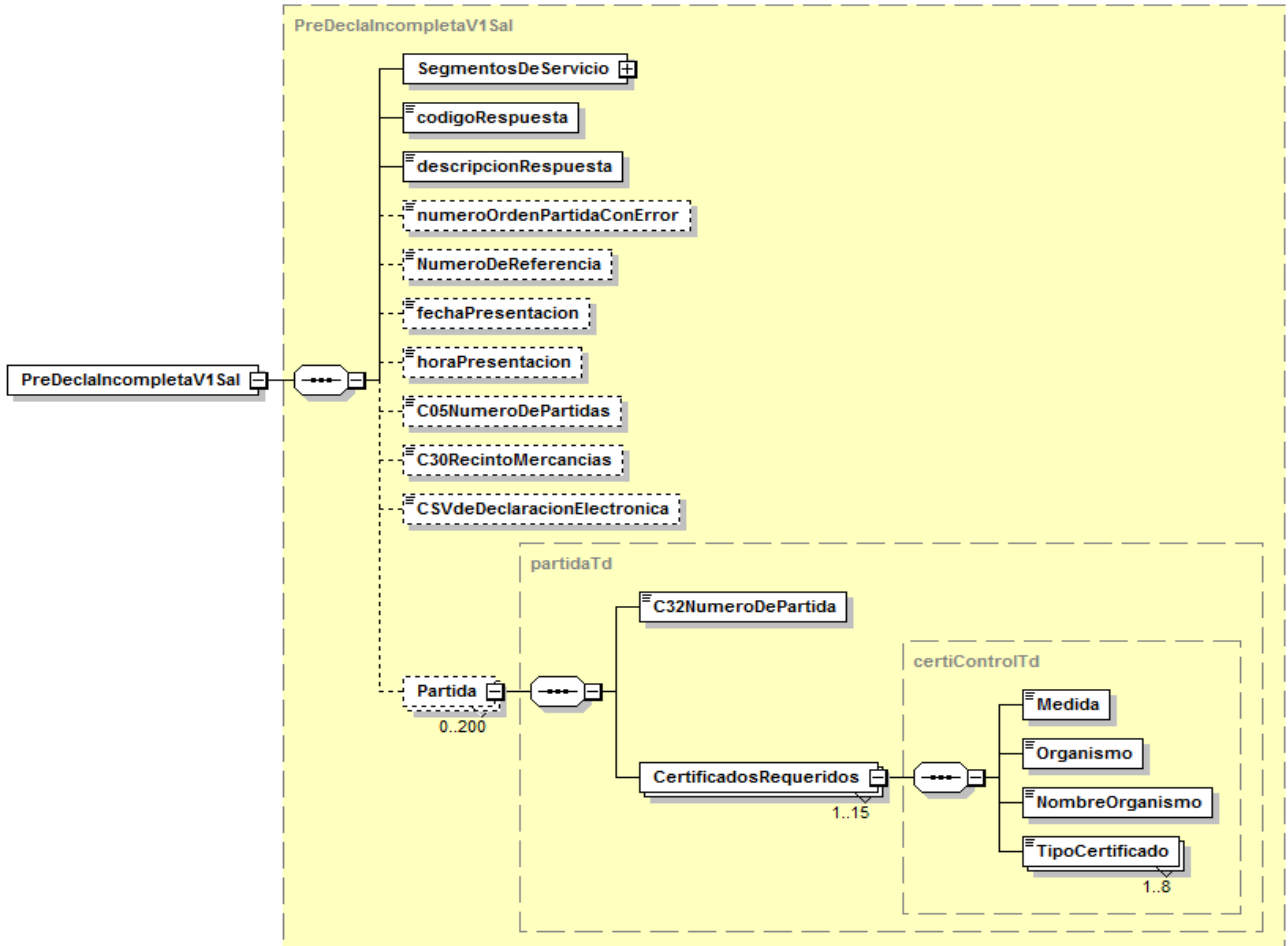 PreDeclaIncompletaV1Sal
SegmentosDeServicio
codigoRespuesta
descripcionRespuesta
numeroOrdenPartidaConError
NumeroDeReferencia
fechaPresentacion
horaPresentacion
PreDeclaIncompletaV1Sal
C05NumeroDePartidas
C30RecintoMercancias
CSVdeDeclaracionElectronica
partidaTd
C32NumeroDePartida
certiControlTd
Partida
0..200
Medida
Organismo
CertificadosRequeridos
1..15
NombreOrganismo
TipoCertificado
1..8